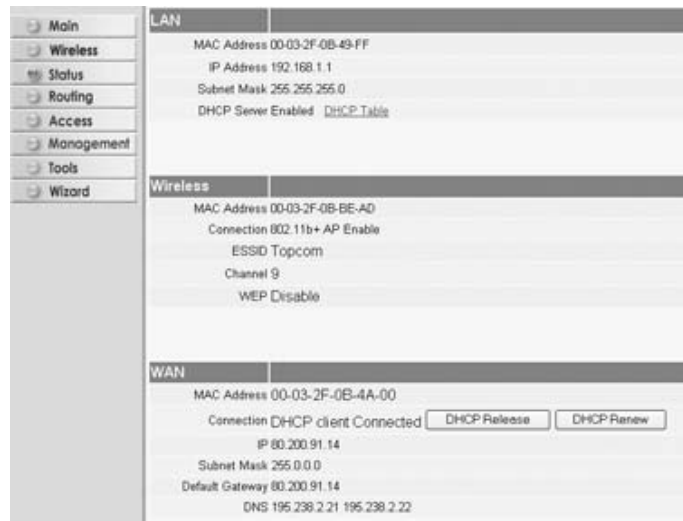 Main
Wireless
Status
Routing
Access
Management
Tools
Wizard
LAN
MAC Address 00-03-2F-0B-49-FF
IP Address 192.168.1.1
Subnet Mask 255.255.255.0
DHCP Server Enabled DHCP Table
Wireless
MAC Address 00-03-2F-0B-BE-AD
Connection 802.11b+ AP Enable
ESSID Topcom
Channel 9
WEP Disable
WAN
MAC Address 00-03-2F-0B-4A-00
Connection DHCP client Connected DHCP Release DHCP Renew
IP 80.200.91.14
Subnet Mask 255.0.0.0
Default Gateway 80.200.91.14
DNS 195.238.2.21 195.238.2.22